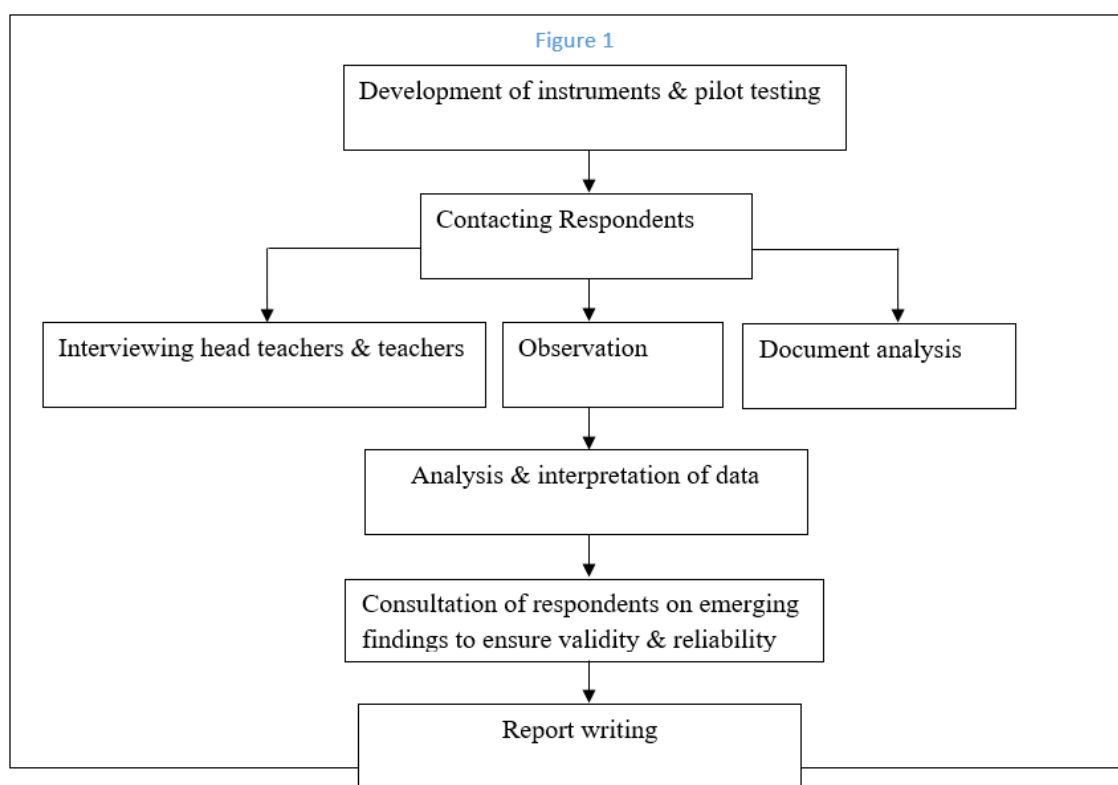 Figure 1
Development of instruments & pilot testing
Contacting Respondents
Interviewing head teachers & teachers
Observation
Document analysis
Analysis & interpretation of data
Consultation of respondents on emerging
findings to ensure validity & reliability
Report writing